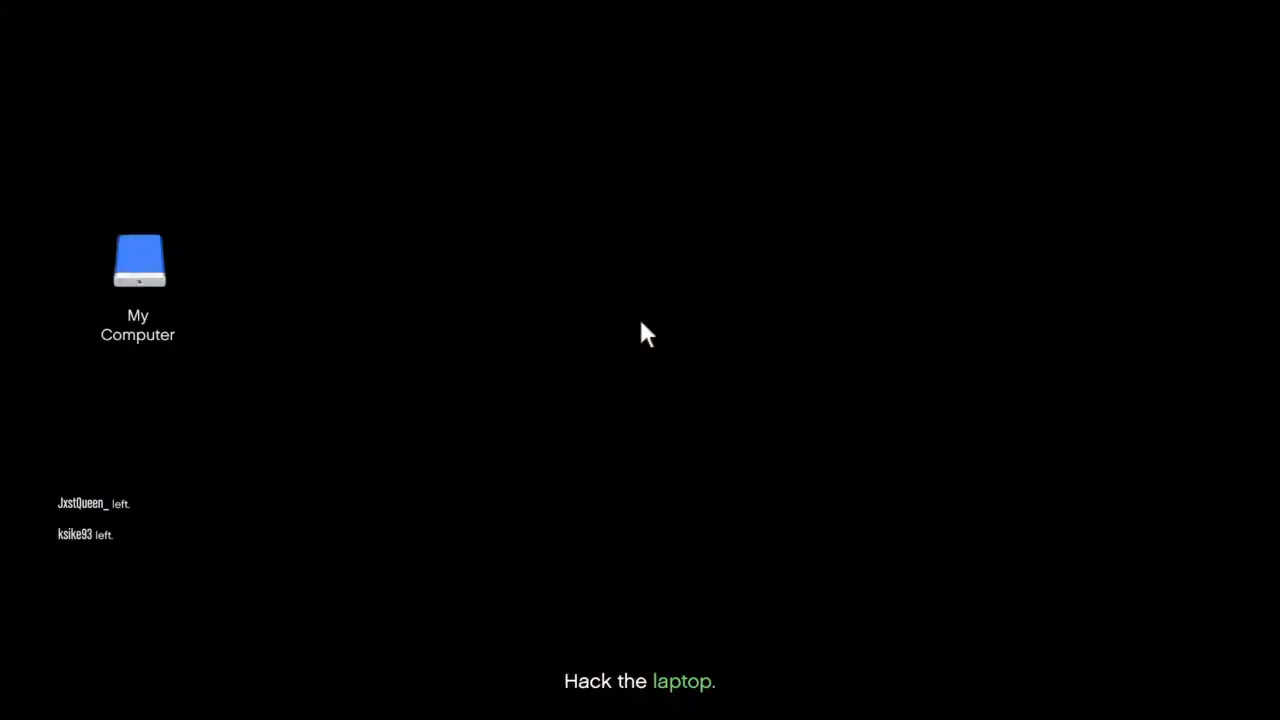 My
Computer
JxstQueen_ left.
ksike93 left.
Hack the laptop.